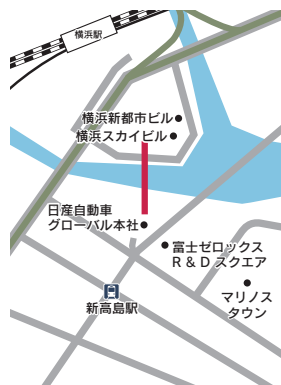 横浜駅
横浜新都市ビル
横浜スカイビル
日産自動車
グローバル本社
富士ゼロックス
R & D スクエア
マリノス
タウン
新高島駅